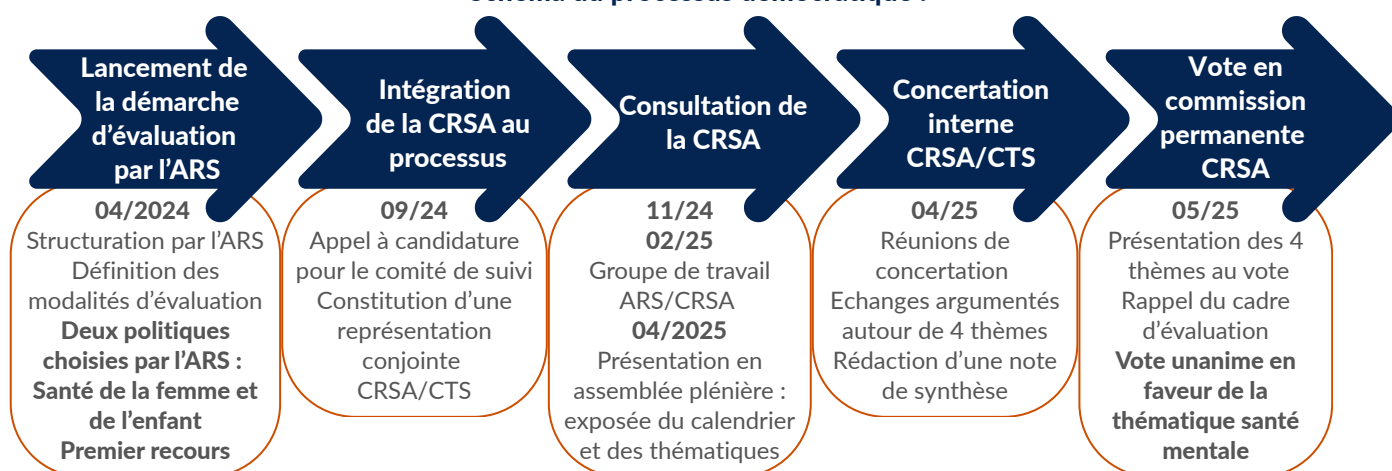 Schéma du processus démocratique :
Lancement de
la démarche
d'évaluation
par l'ARS
04/2024
Structuration par l'ARS
Définition des
modalités d'évaluation
Deux politiques
choisies par l'ARS :
Santé de la femme et
de l'enfant
Premier recours
Intégration
de la CRSA au
processus
09/24
Appel à candidature
pour le comité de suivi
Constitution d'une
représentation
conjointe
CRSA/CTS
Consultation de
la CRSA
11/24
02/25
Groupe de travail
ARS/CRSA
04/2025
Présentation en
assemblée plénière :
exposée du calendrier
et des thématiques
Concertation
interne
CRSA/CTS
04/25
Réunions de
concertation
Echanges argumentés
autour de 4 thèmes
Rédaction d'une note
de synthèse
Vote en
commission
permanente
CRSA
05/25
Présentation des 4
thèmes au vote
Rappel du cadre
d'évaluation
Vote unanime en
faveur de la
thématique santé
mentale